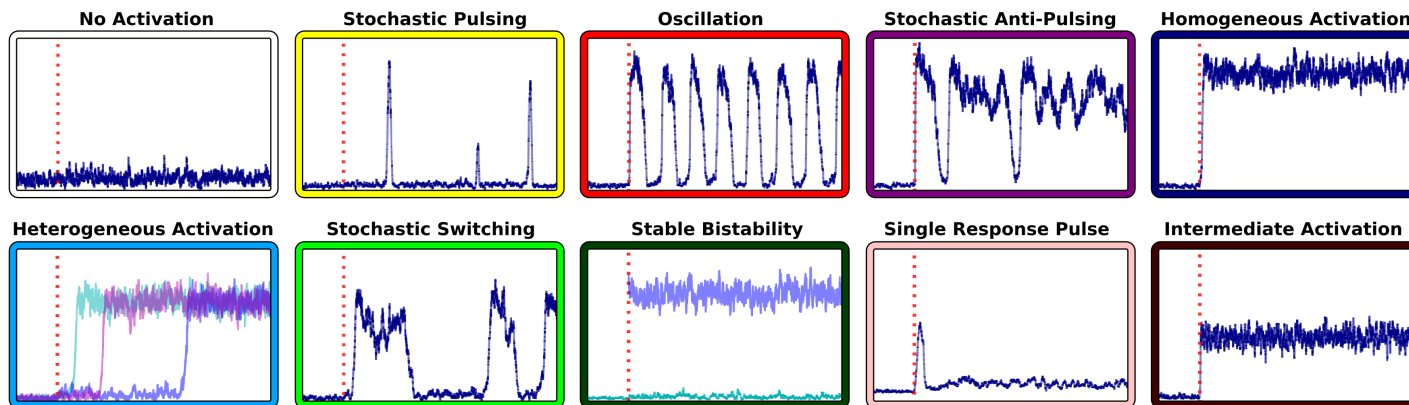 No Activation
Stochastic Pulsing
Oscillation
Stochastic Anti-Pulsing
Homogeneous Activation
Heterogeneous Activation
Stochastic Switching
Stable Bistability
Single Response Pulse
Intermediate Activation